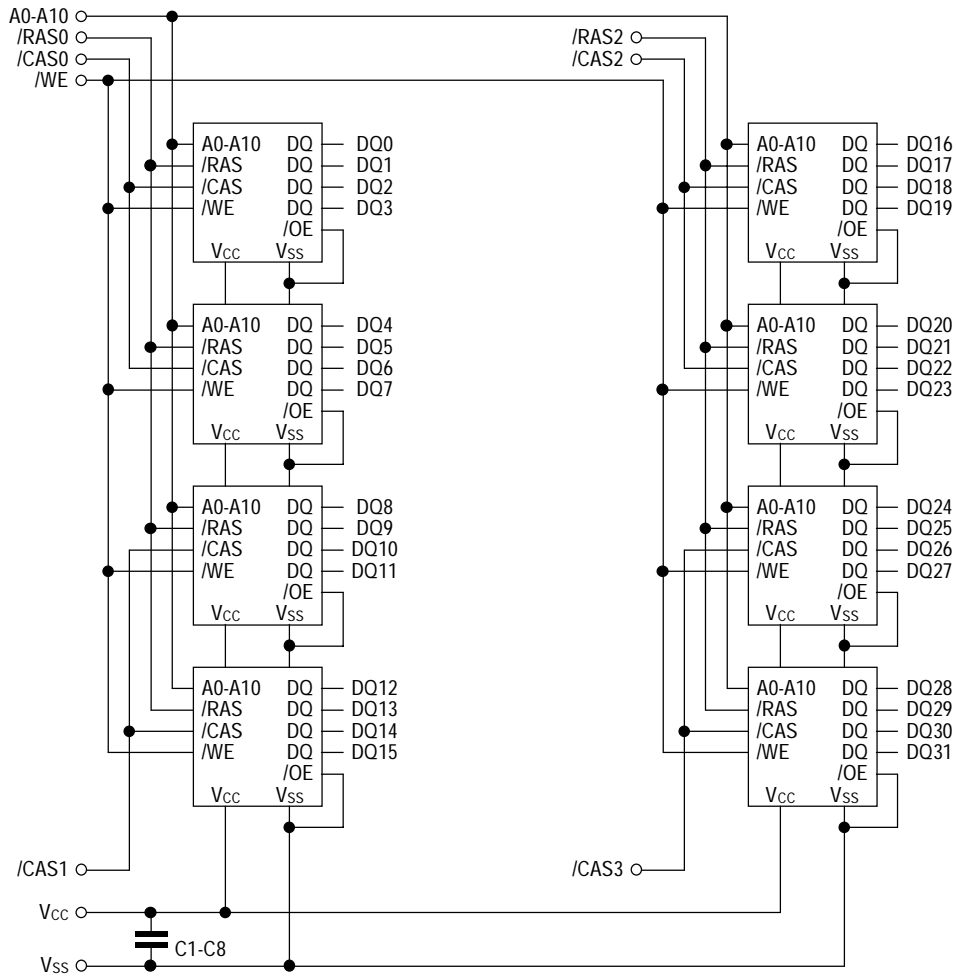 A0-A10
/RAS0
/CAS0
/WE
/RAS2
/CAS2
A0-A10 DQ DQ0
/RAS DQ DQ1
/CAS DQ DQ2
/WE DQ DQ3
/OE
VCC VSS
A0-A10 DQ DQ16
/RAS DQ DQ17
/CAS DQ DQ18
/WE DQ DQ19
/OE
VCC VSS
A0-A10 DQ DQ4
/RAS DQ DQ5
/CAS DQ DQ6
/WE DQ DQ7
/OE
VCC VSS
A0-A10 DQ DQ20
/RAS DQ DQ21
/CAS DQ DQ22
/WE DQ DQ23
/OE
VCC VSS
A0-A10 DQ DQ8
/RAS DQ DQ9
/CAS DQ DQ10
/WE DQ DQ11
/OE
VCC VSS
A0-A10 DQ DQ24
/RAS DQ DQ25
/CAS DQ DQ26
/WE DQ DQ27
/OE
VCC VSS
A0-A10 DQ DQ12
/RAS DQ DQ13
/CAS DQ DQ14
/WE DQ DQ15
/OE
VCC VSS
A0-A10 DQ DQ28
/RAS DQ DQ29
/CAS DQ DQ30
/WE DQ DQ31
/OE
VCC VSS
/CAS1
/CAS3
VCC
C1-C8
VSS